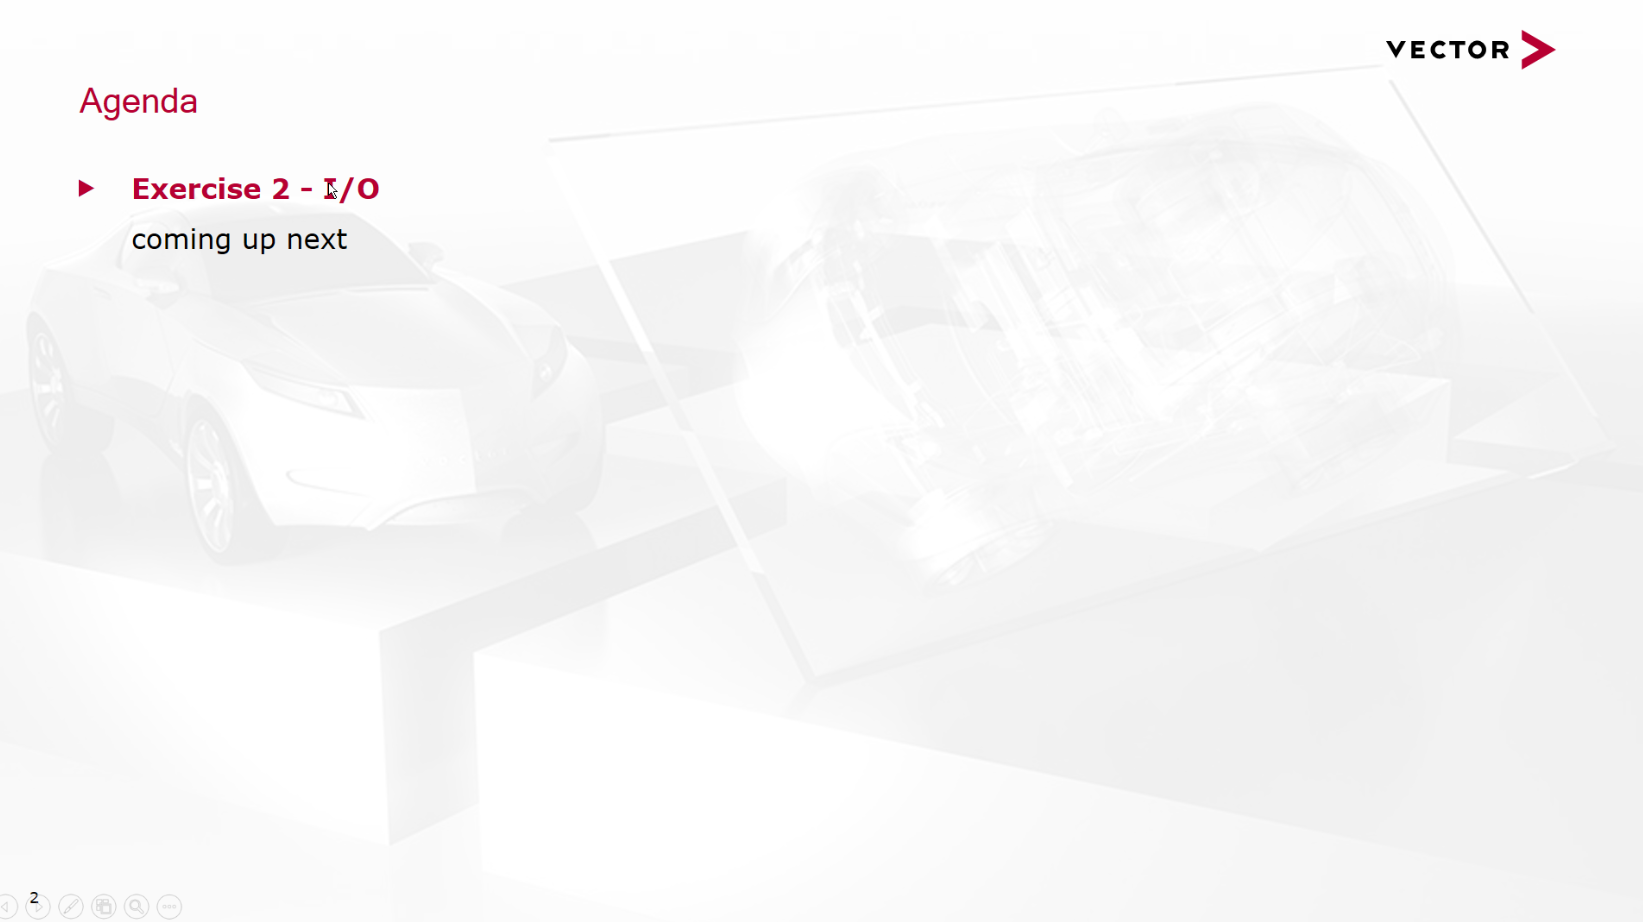 VECTOR
Agenda
Exercise 2 - I/O
coming up next
2